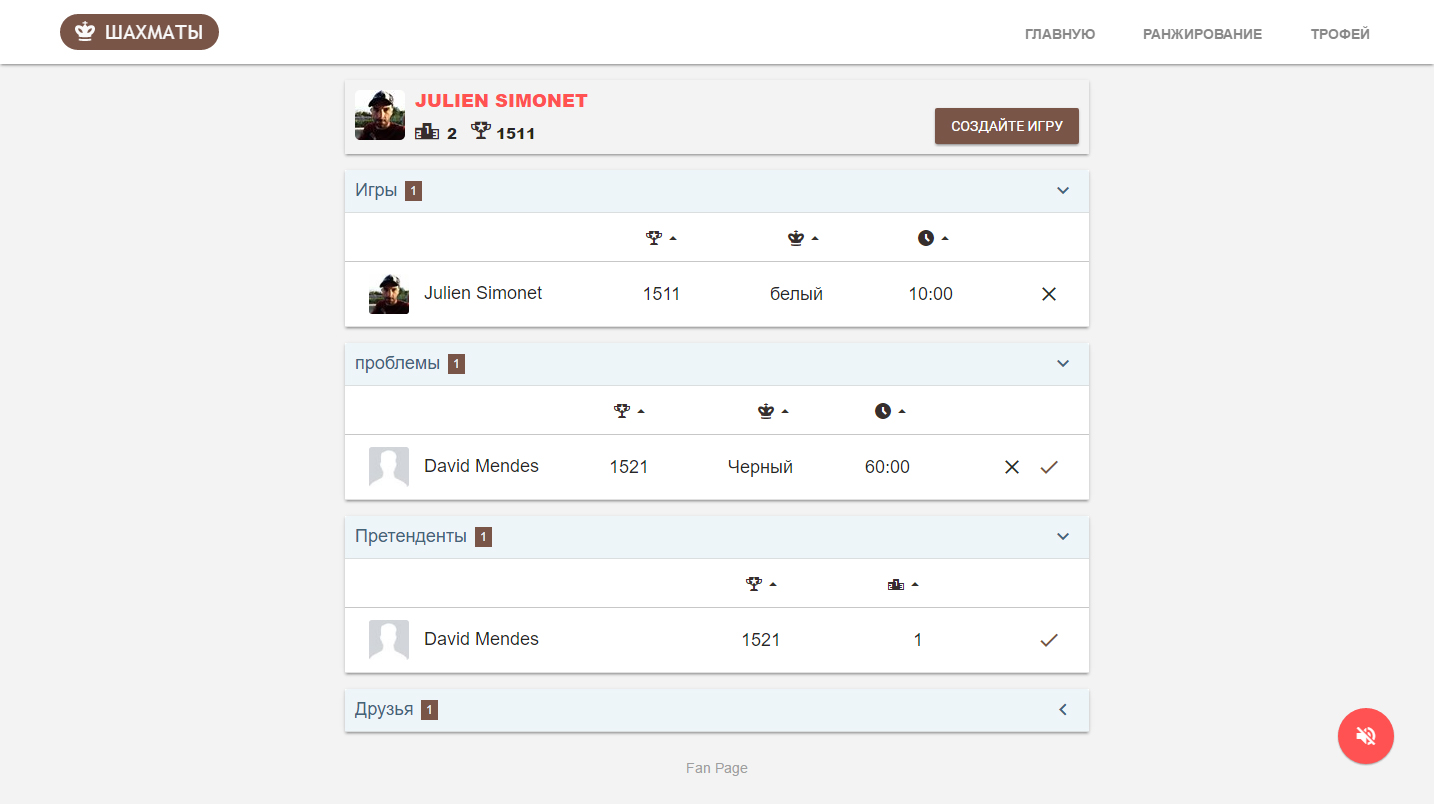 ШАХМАТЫ
ГЛАВНУЮ РАНЖИРОВАНИЕ ТРОФЕЙ
JULIEN SIMONET
2 1511
СОЗДАЙТЕ ИГРУ
Игры 1
Julien Simonet 1511 белый 10:00
проблемы 1
David Mendes 1521 Черный 60:00
Претенденты 1
David Mendes 1521 1
Друзья 1
Fan Page